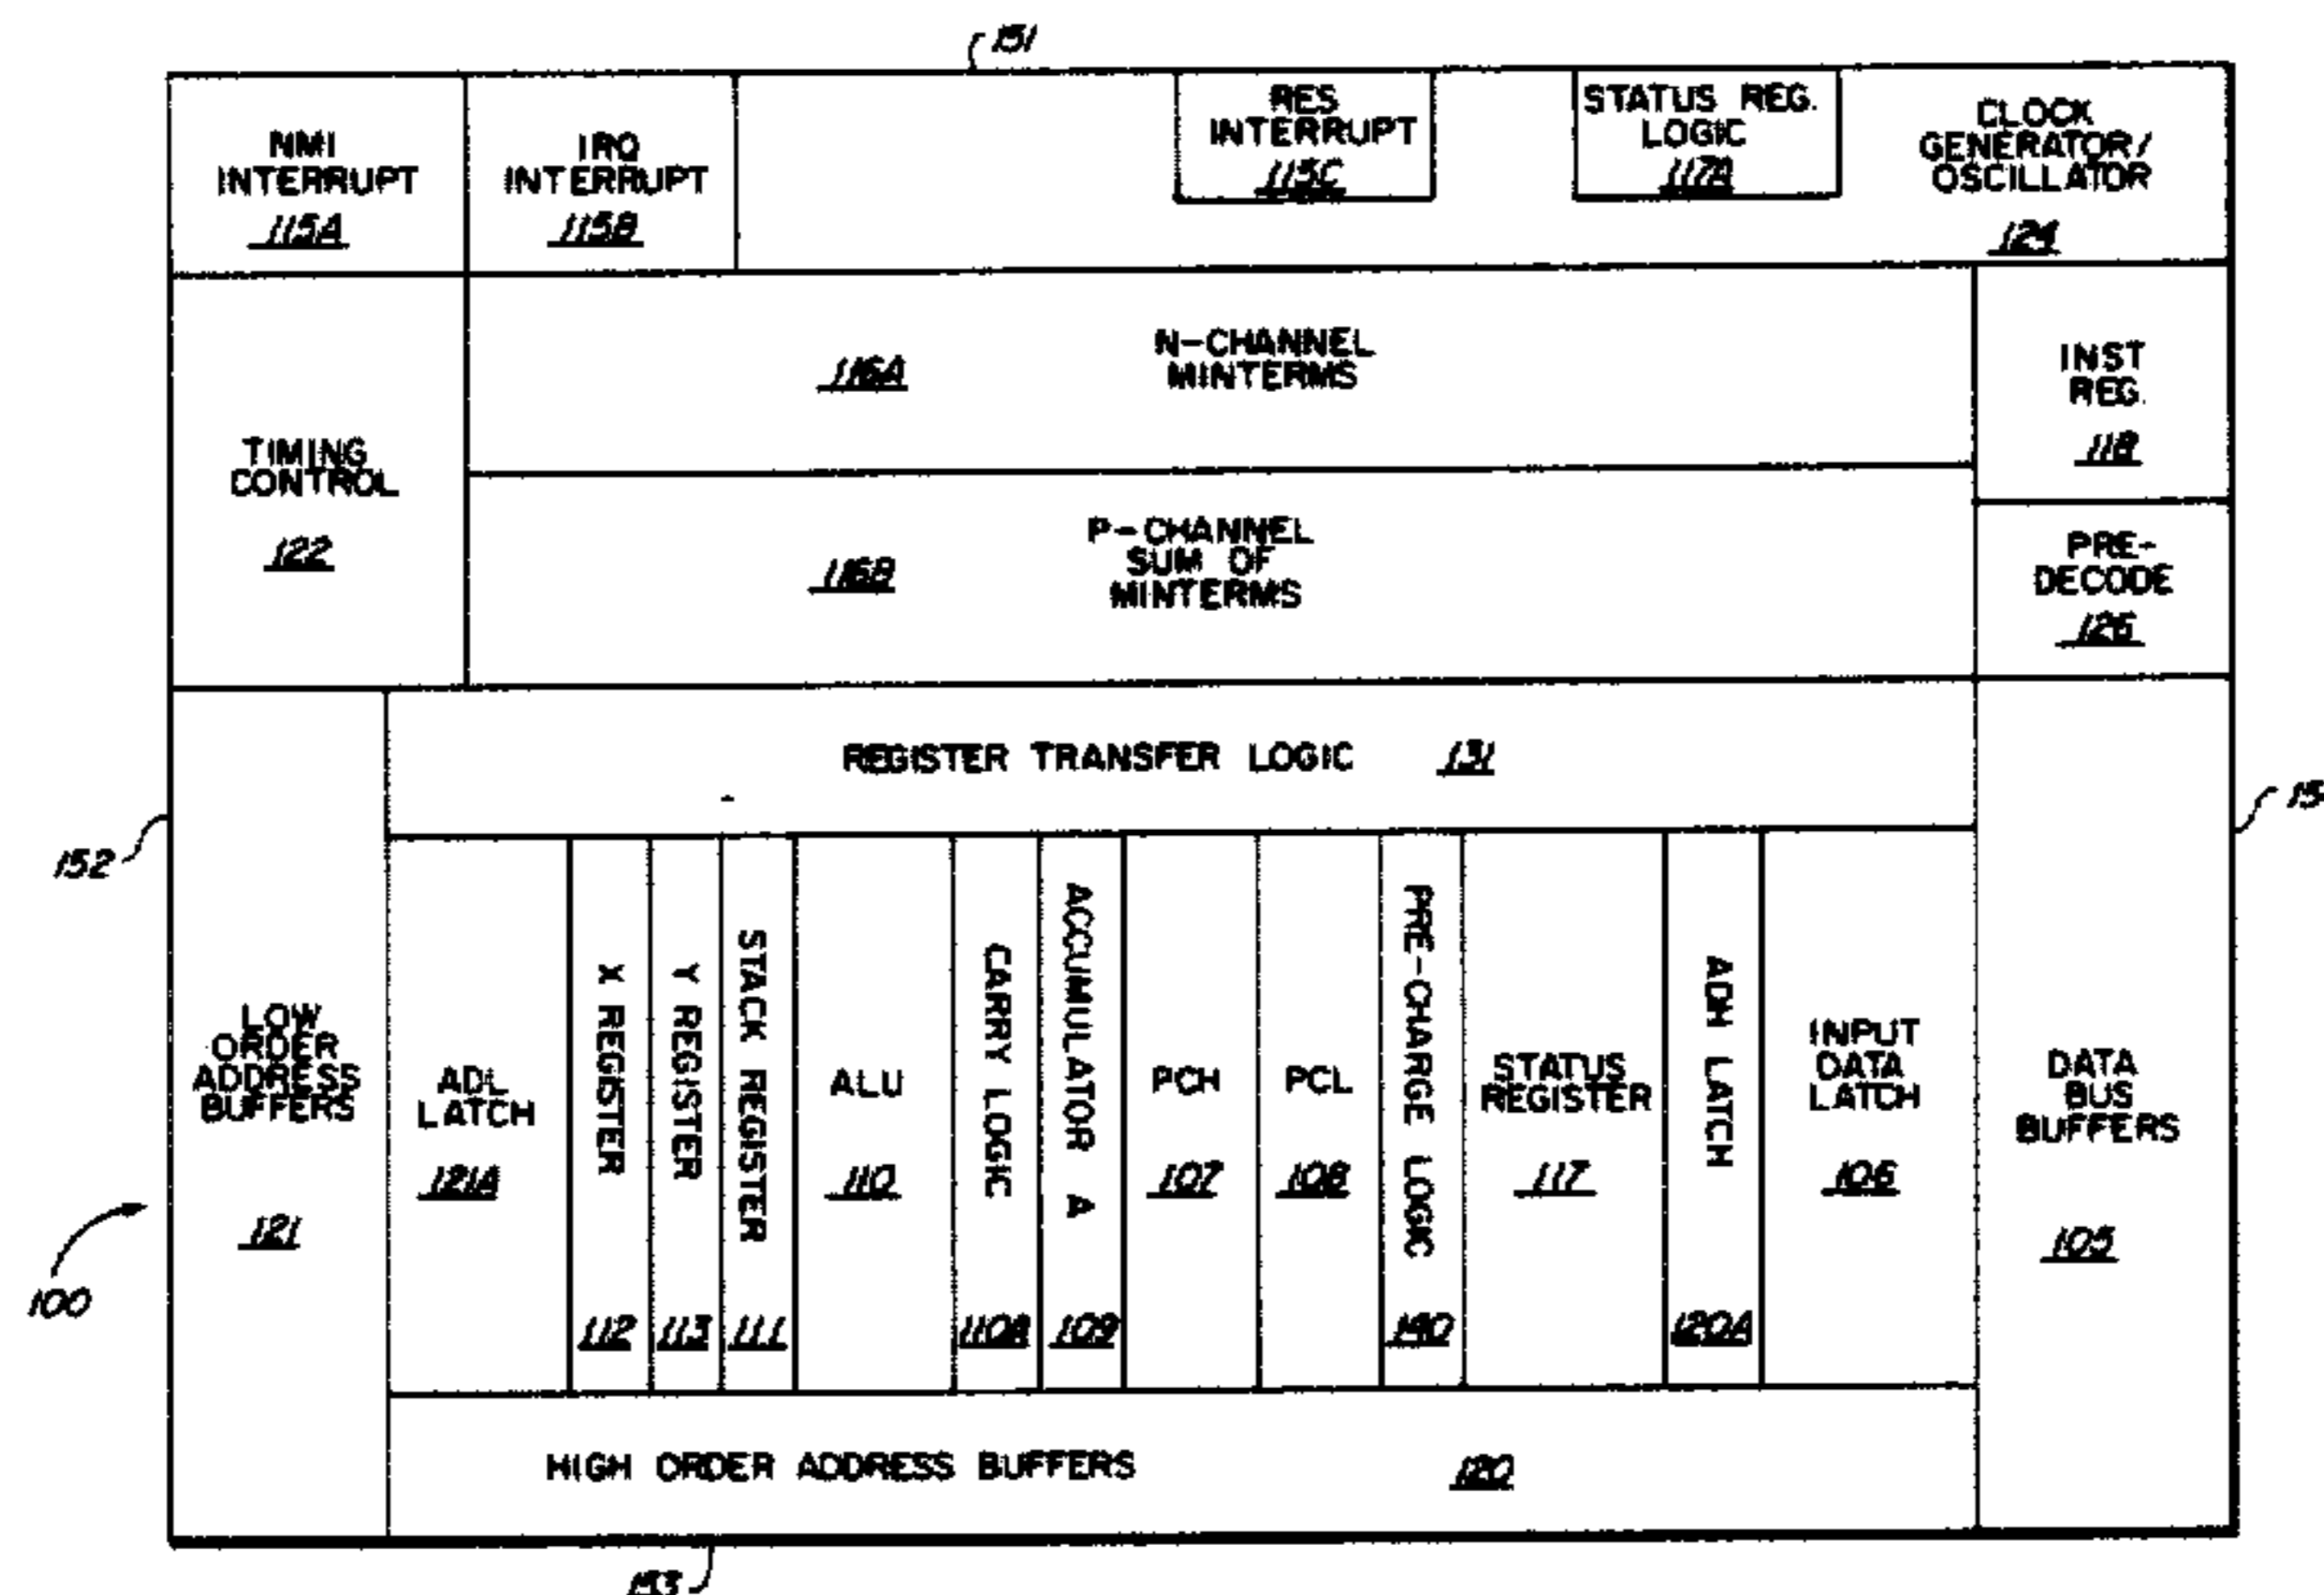 151
NMI
INTERRUPT
115A
IRQ
INTERRUPT
115B
RES
INTERRUPT
115C
STATUS REG.
LOGIC
117A
CLOCK
GENERATOR/
OSCILLATOR
124
TIMING
CONTROL
122
N-CHANNEL
MINTERMS
116A
P-CHANNEL
SUM OF
MINTERMS
116B
INST
REG.
118
PRE-
DECODE
126
REGISTER TRANSFER LOGIC 131
152
LOW
ORDER
ADDRESS
BUFFERS
121
ADL
LATCH
121A
X REGISTER
112
Y REGISTER
113
STACK REGISTER
111
ALU
110
CARRY LOGIC
110A
ACCUMULATOR A
109
PCH
107
PCL
108
PRE-CHARGE LOGIC
190
STATUS
REGISTER
117
ADH LATCH
120A
INPUT
DATA
LATCH
106
DATA
BUS
BUFFERS
105
100
HIGH ORDER ADDRESS BUFFERS 120
153